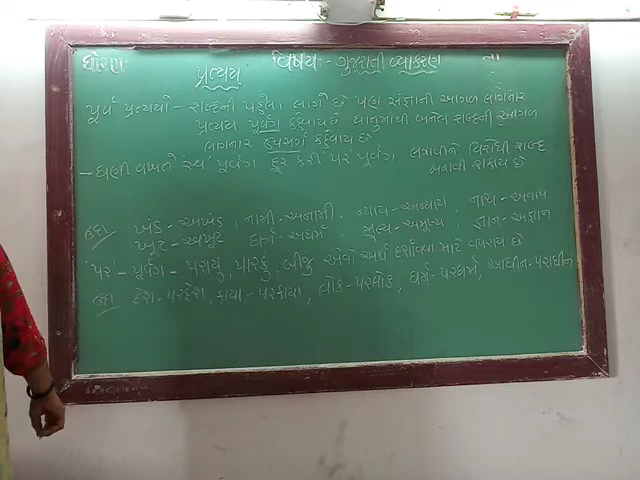 ધોરણ વિષય:- ગુજરાતી વ્યાકરણ તા
પ્રત્યય
પૂર્વ પ્રત્યયો - શબ્દની પહેલા લાગે છે પણ સંજ્ઞાની આગળ લાગનાર
પ્રત્યય પૂર્વગ કહેવાય છે ધાતુમાંથી બનેલ શબ્દની આગળ
લાગનાર ઉપસર્ગ કહેવાય છે
- ઘણી વખત 'સ્વ' પૂર્વગ દૂર કરી 'પર' પૂર્વગ લગાવીને વિરોધી શબ્દ
બનાવી શકાય છે
ઉદા ખંડ - અખંડ, નામી - અનામી, ન્યાય - અન્યાય, નાથ - અનાથ
ખૂટ - અખૂટ ધર્મ - અધર્મ મૂલ્ય - અમૂલ્ય, જ્ઞાન - અજ્ઞાન
'પર' - પૂર્વગ - પરાયું, પારકું, બીજુ એવો અર્થ દર્શાવવા માટે વપરાય છે
ઉદા દેશ - પરદેશ, કાયા - પરકાયા, લોક - પરલોક, ધર્મ - પરધર્મ, આધીન - પરાધીન